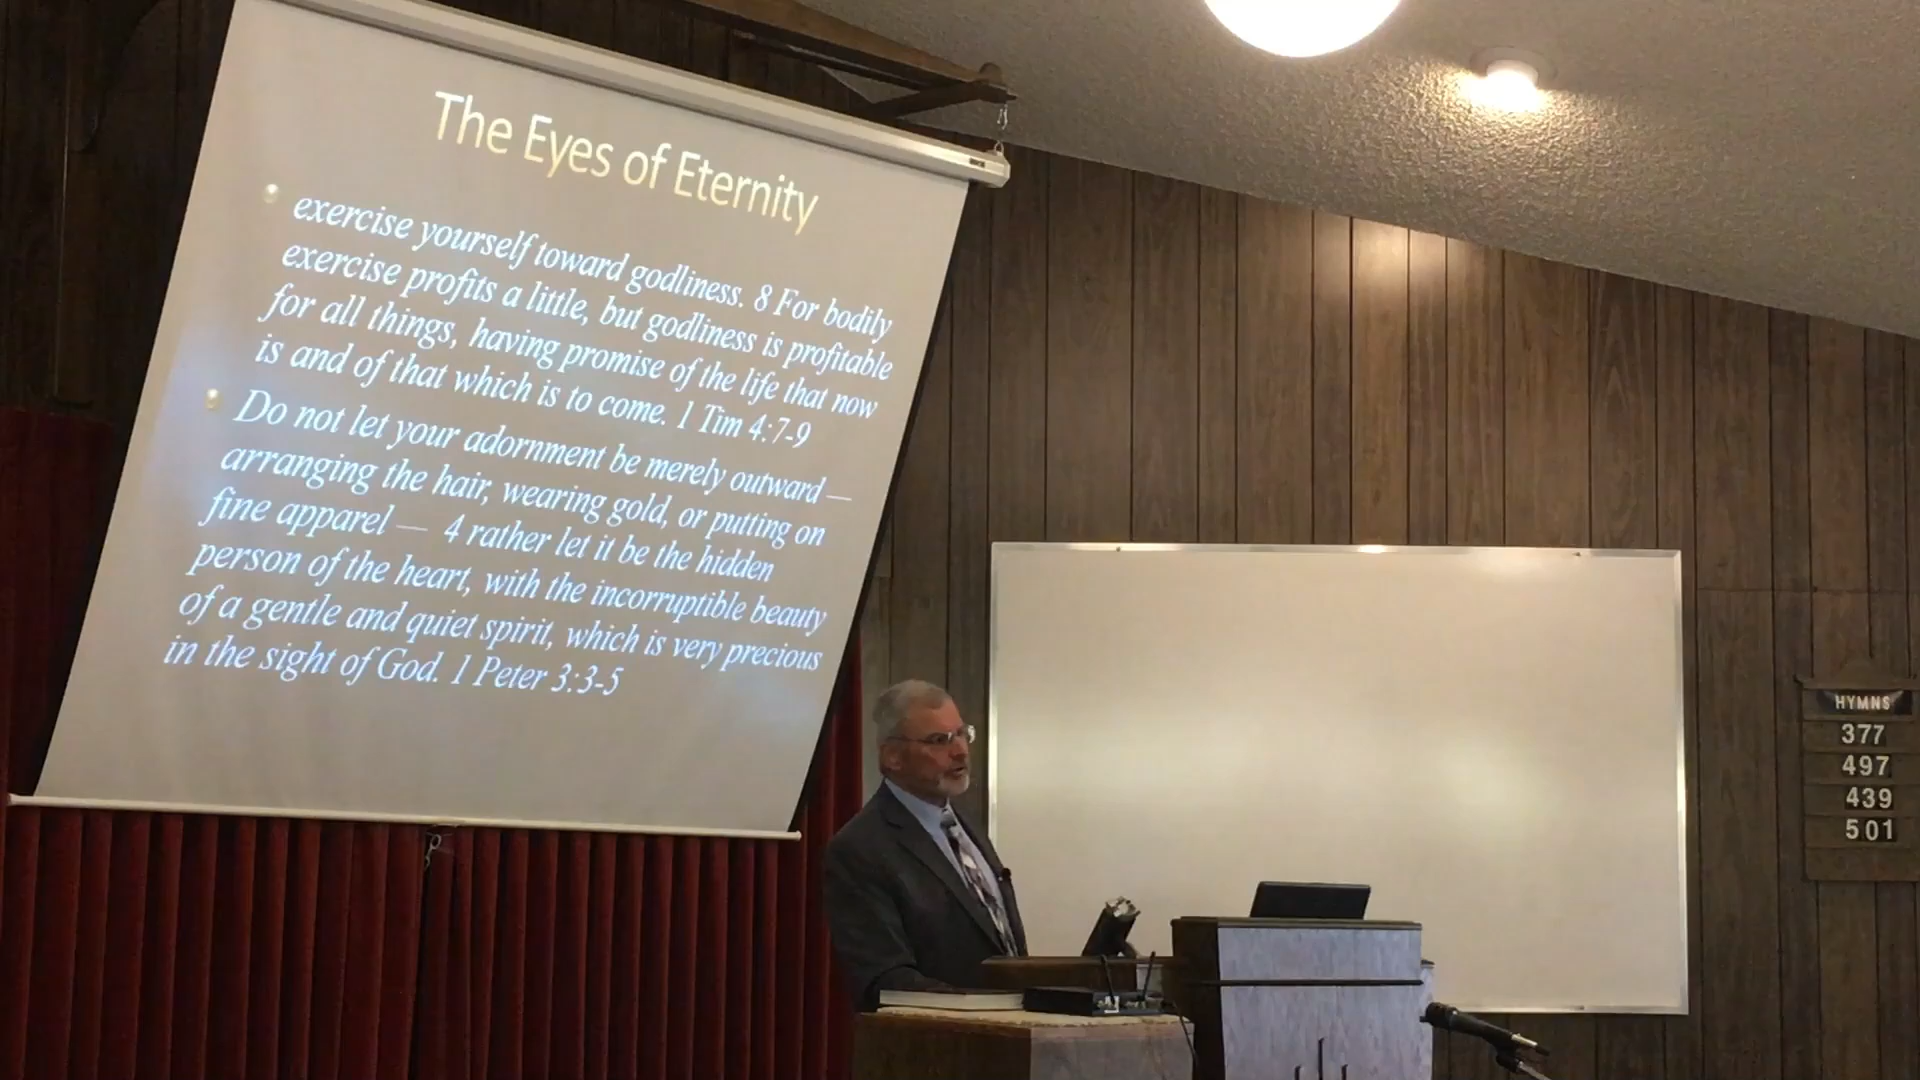 The Eyes of Eternity
exercise yourself toward godliness. 8 For bodily
exercise profits a little, but godliness is profitable
for all things, having promise of the life that now
is and of that which is to come. 1 Tim 4:7-9
Do not let your adornment be merely outward —
arranging the hair, wearing gold, or putting on
fine apparel — 4 rather let it be the hidden
person of the heart, with the incorruptible beauty
of a gentle and quiet spirit, which is very precious
in the sight of God. 1 Peter 3:3-5
HYMNS
377
497
439
501